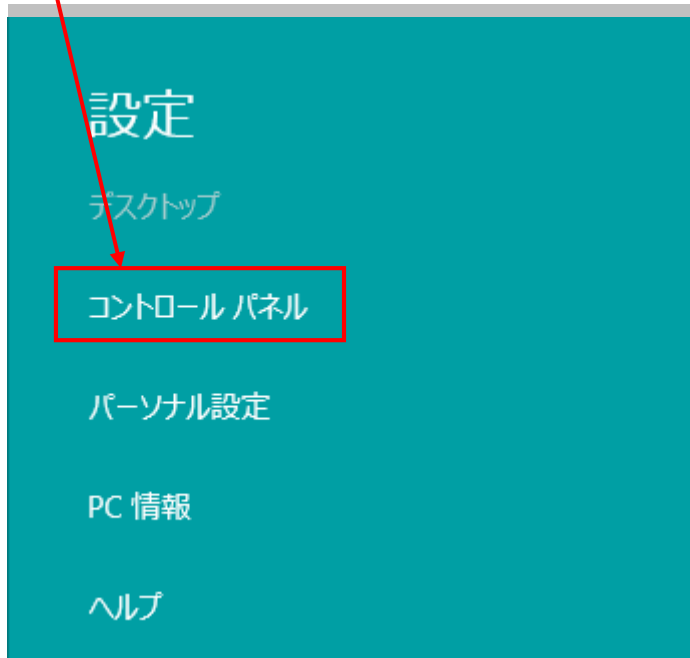 設定
デスクトップ
コントロール パネル
パーソナル設定
PC 情報
ヘルプ